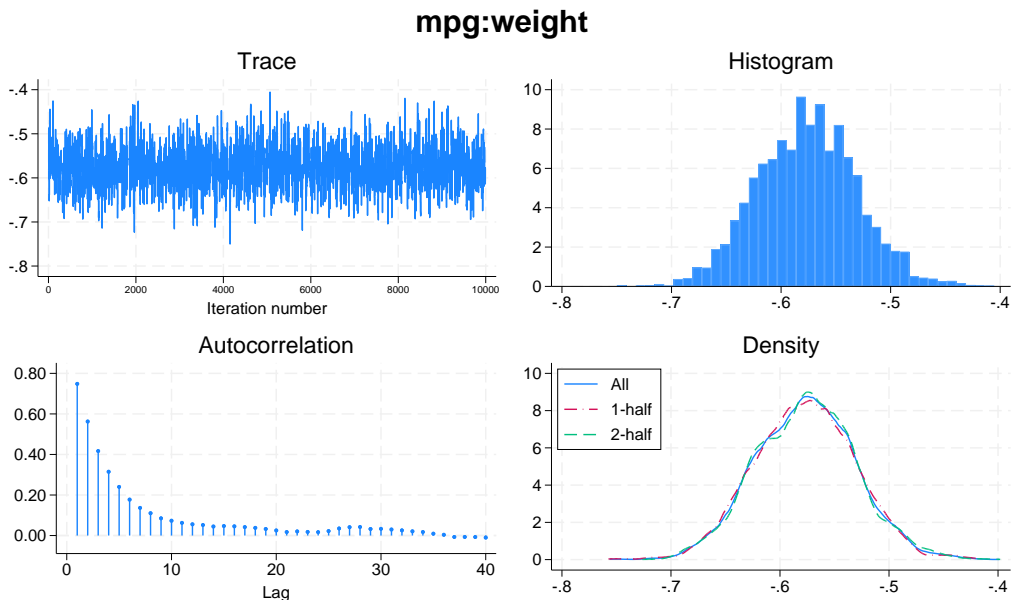 mpg:weight
Trace
-.4
-.5
-.6
-.7
-.8
0 2000 4000 6000 8000 10000
Iteration number
Histogram
10
8
6
4
2
0
-.8 -.7 -.6 -.5 -.4
Autocorrelation
0.80
0.60
0.40
0.20
0.00
0 10 20 30 40
Lag
Density
10
8
6
4
2
0
All
1-half
2-half
-.8 -.7 -.6 -.5 -.4